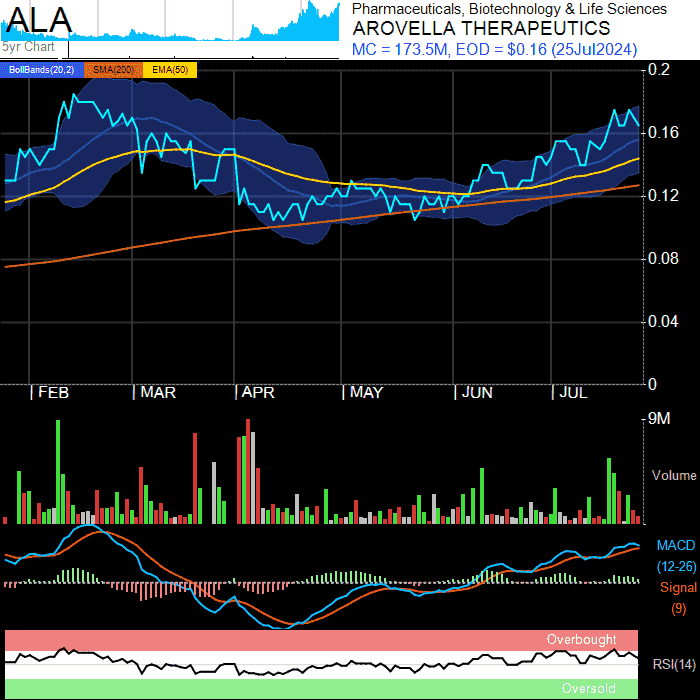 ALA
5yr Chart
Pharmaceuticals, Biotechnology & Life Sciences
AROVELLA THERAPEUTICS
MC = 173.5M, EOD = $0.16 (25Jul2024)
BollBands(20,2) SMA(200) EMA(50)
0.2
0.16
0.12
0.08
0.04
0
FEB MAR APR MAY JUN JUL
9M
Volume
MACD
(12-26)
Signal
(9)
Overbought
RSI(14)
Oversold